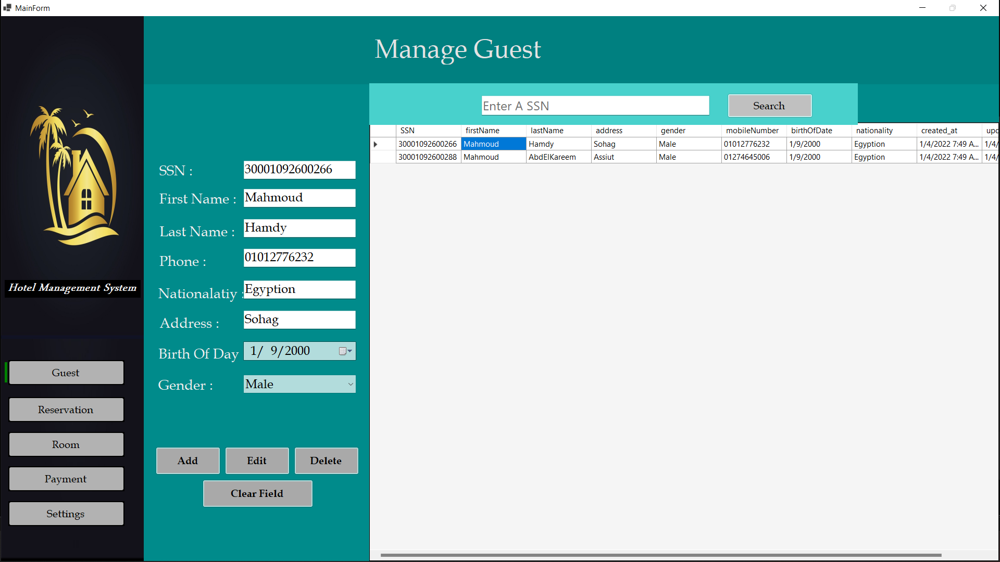 MainForm
Manage Guest
Enter A SSN
Search
SSN firstName lastName address gender mobileNumber birthOfDate nationality created_at upd
30001092600266 Mahmoud Hamdy Sohag Male 01012776232 1/9/2000 Egyption 1/4/2022 7:49 A... 1/4/
30001092600288 Mahmoud AbdElKareem Assiut Male 01274645006 1/9/2000 Egyption 1/4/2022 7:49 A... 1/4/
SSN : 30001092600266
First Name : Mahmoud
Last Name : Hamdy
Phone : 01012776232
Nationalatiy : Egyption
Address : Sohag
Birth Of Day 1/ 9/2000
Gender : Male
Add Edit Delete
Clear Field
Hotel Management System
Guest
Reservation
Room
Payment
Settings